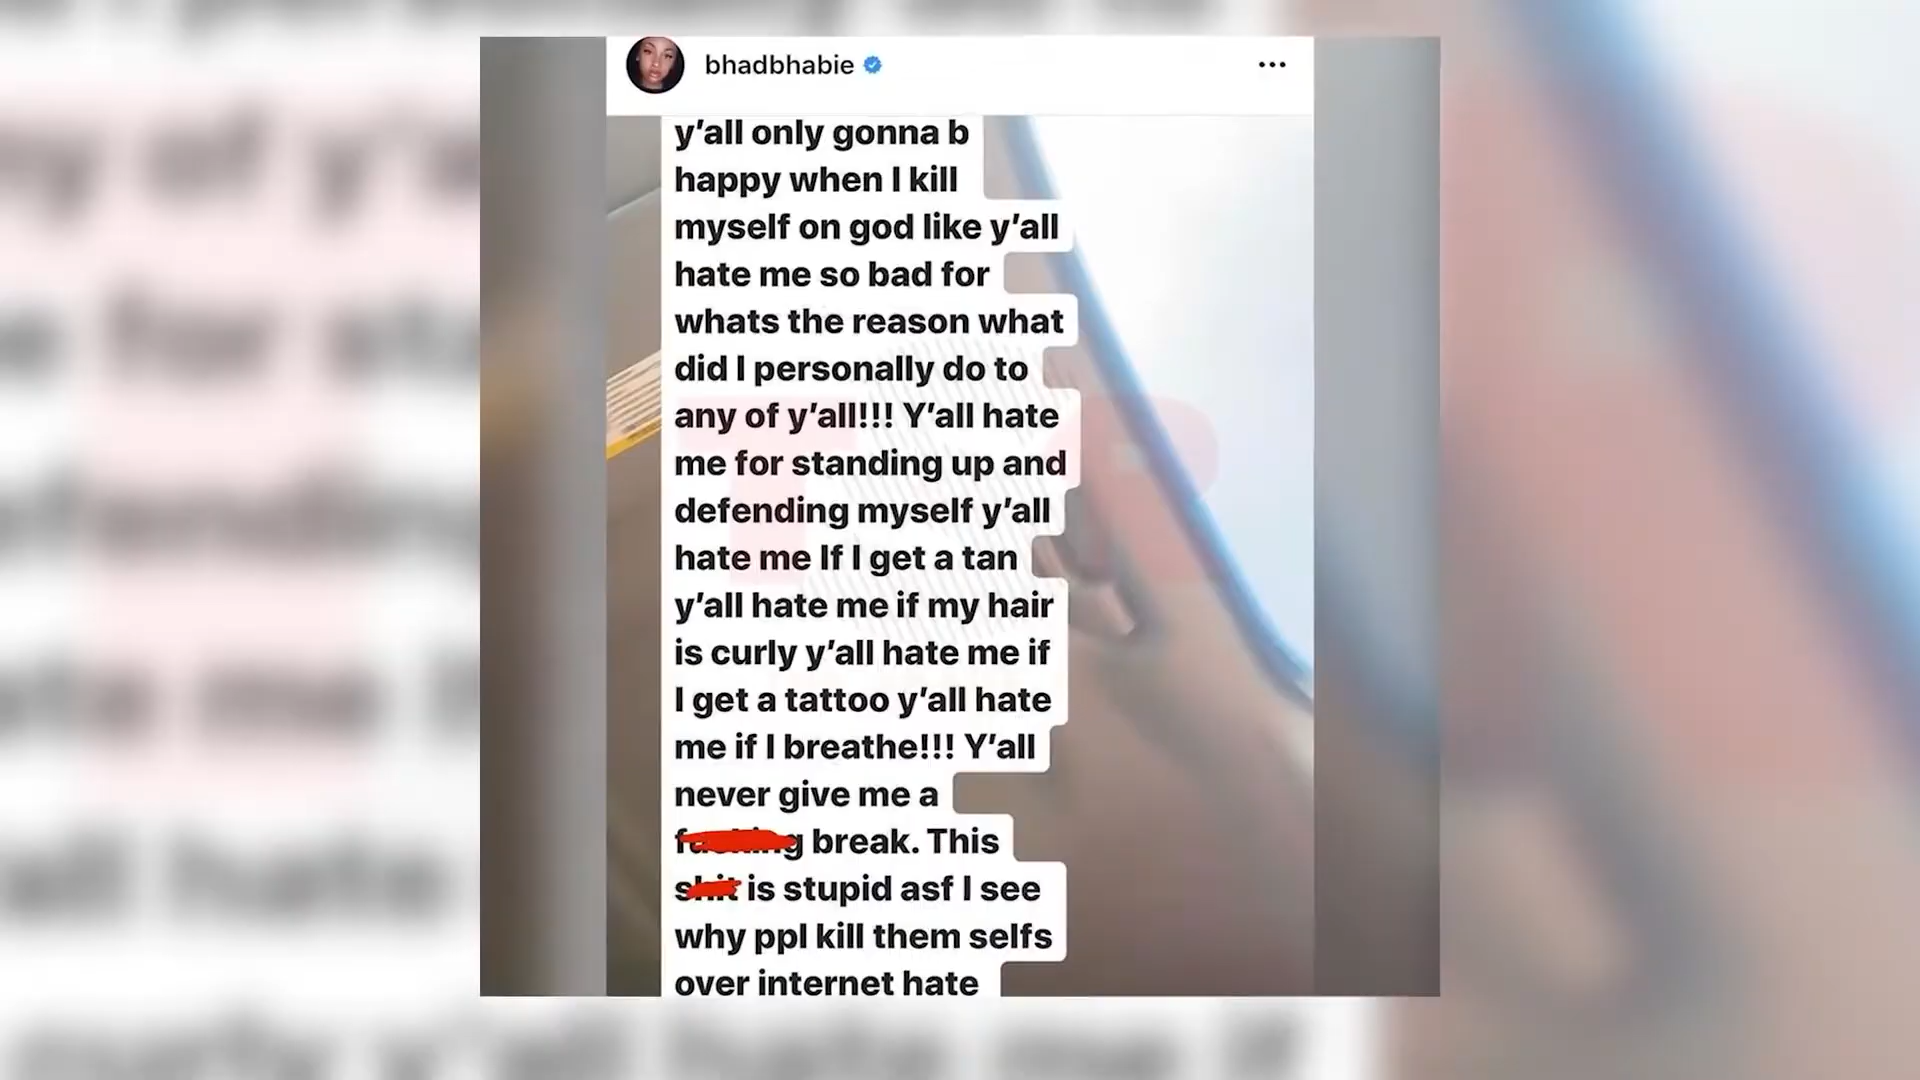 bhadbhabie
y’all only gonna b
happy when I kill
myself on god like y’all
hate me so bad for
whats the reason what
did I personally do to
any of y’all!!! Y’all hate
me for standing up and
defending myself y’all
hate me If I get a tan
y’all hate me if my hair
is curly y’all hate me if
I get a tattoo y’all hate
me if I breathe!!! Y’all
never give me a
fucking break. This
shit is stupid asf I see
why ppl kill them selfs
over internet hate